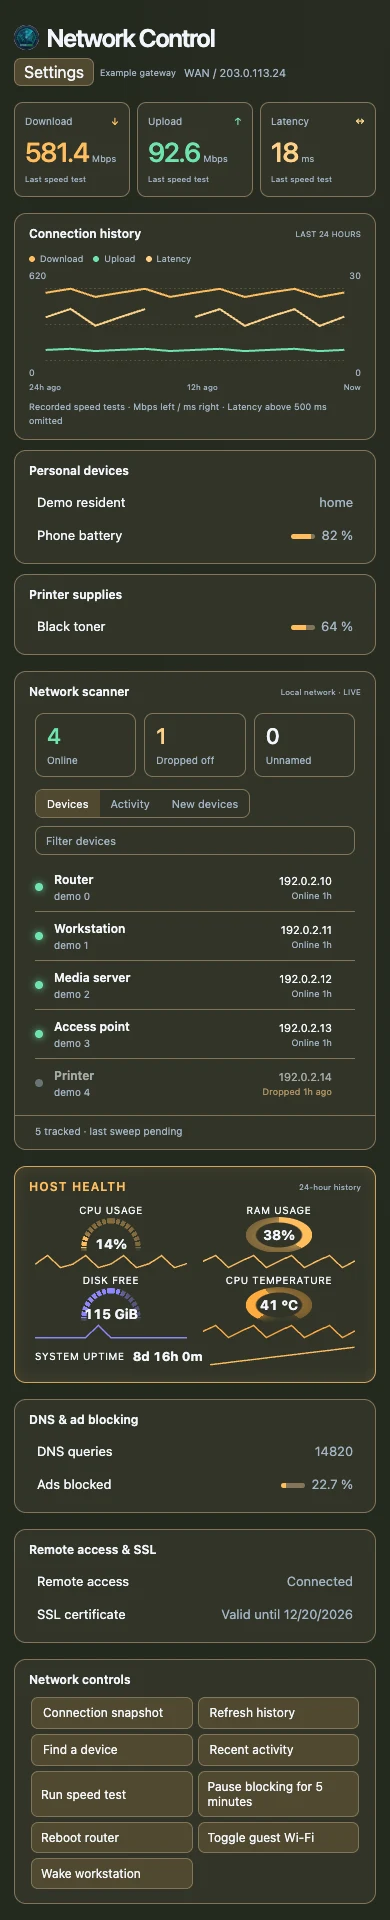 Network Control
Settings Example gateway WAN / 203.0.113.24
Download ↓ Upload ↑ Latency ↔
581.4 Mbps 92.6 Mbps 18 ms
Last speed test Last speed test Last speed test
Connection history LAST 24 HOURS
Download Upload Latency
620 30
0 0
24h ago 12h ago Now
Recorded speed tests · Mbps left / ms right · Latency above 500 ms
omitted
Personal devices
Demo resident home
Phone battery 82 %
Printer supplies
Black toner 64 %
Network scanner Local network · LIVE
4 1 0
Online Dropped off Unnamed
Devices Activity New devices
Filter devices
Router 192.0.2.10
demo 0 Online 1h
Workstation 192.0.2.11
demo 1 Online 1h
Media server 192.0.2.12
demo 2 Online 1h
Access point 192.0.2.13
demo 3 Online 1h
Printer 192.0.2.14
demo 4 Dropped 1h ago
5 tracked · last sweep pending
HOST HEALTH 24-hour history
CPU USAGE RAM USAGE
14% 38%
DISK FREE CPU TEMPERATURE
115 GiB 41 °C
SYSTEM UPTIME 8d 16h 0m
DNS & ad blocking
DNS queries 14820
Ads blocked 22.7 %
Remote access & SSL
Remote access Connected
SSL certificate Valid until 12/20/2026
Network controls
Connection snapshot Refresh history
Find a device Recent activity
Run speed test Pause blocking for 5
minutes
Reboot router Toggle guest Wi-Fi
Wake workstation